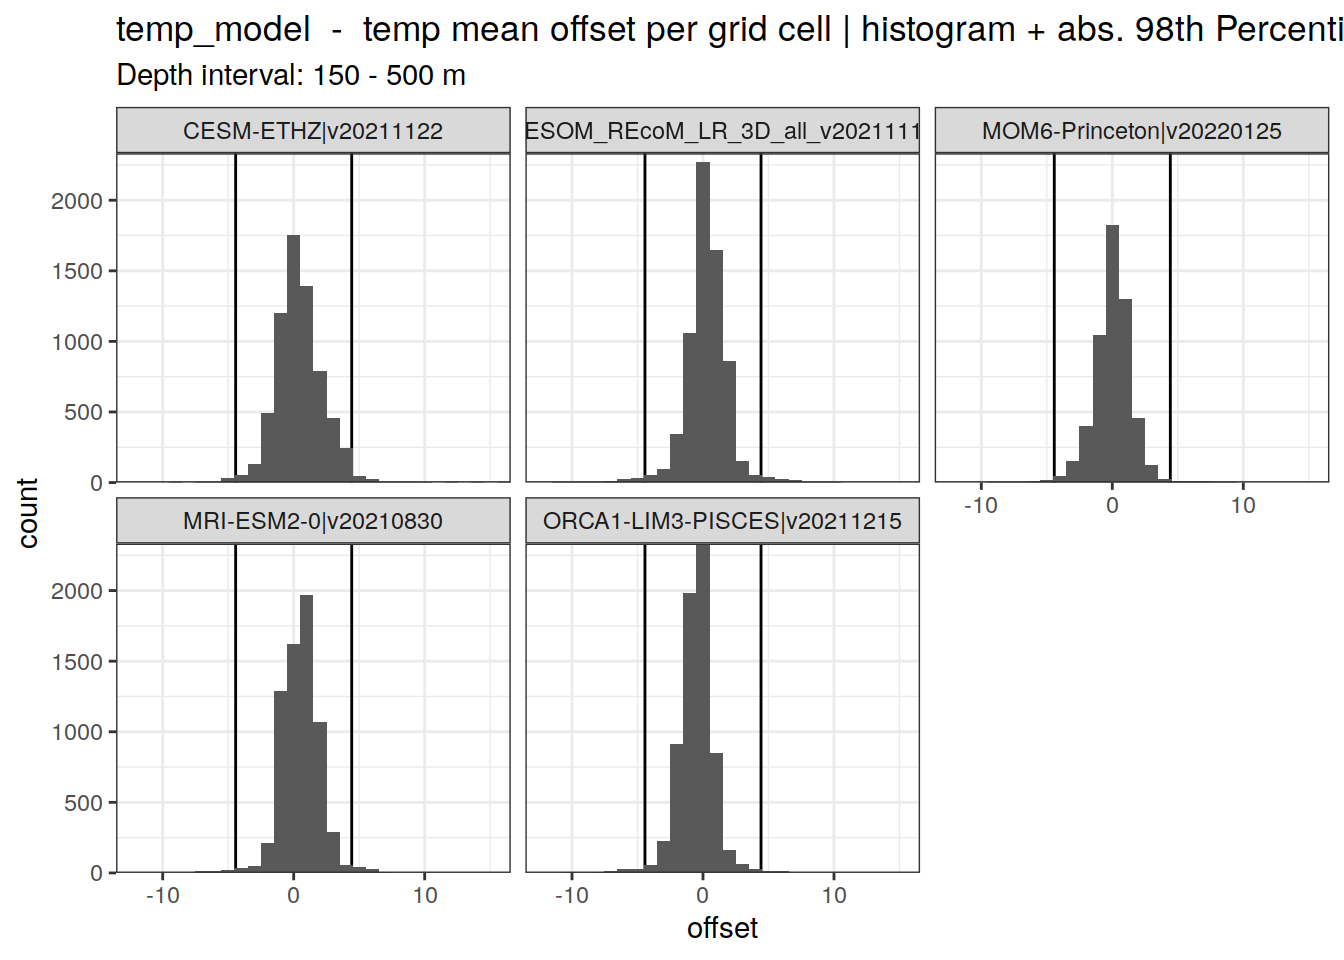 temp_model  -  temp mean offset per grid cell | histogram + abs. 98th Percenti
Depth interval: 150 - 500 m
CESM-ETHZ|v20211122
ESOM_REcoM_LR_3D_all_v2021111
MOM6-Princeton|v20220125
2000
1500
1000
500
0
-10 0 10
count
MRI-ESM2-0|v20210830
ORCA1-LIM3-PISCES|v20211215
2000
1500
1000
500
0
-10 0 10
-10 0 10
offset